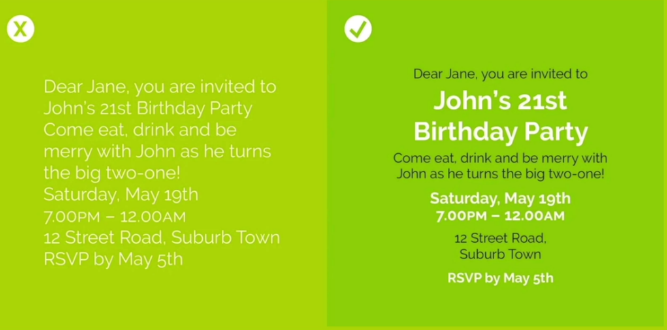 X
Dear Jane, you are invited to
John's 21st Birthday Party
Come eat, drink and be
merry with John as he turns
the big two-one!
Saturday, May 19th
7.00PM – 12.00AM
12 Street Road, Suburb Town
RSVP by May 5th
Dear Jane, you are invited to
John's 21st
Birthday Party
Come eat, drink and be merry with
John as he turns the big two-one!
Saturday, May 19th
7.00PM – 12.00AM
12 Street Road,
Suburb Town
RSVP by May 5th